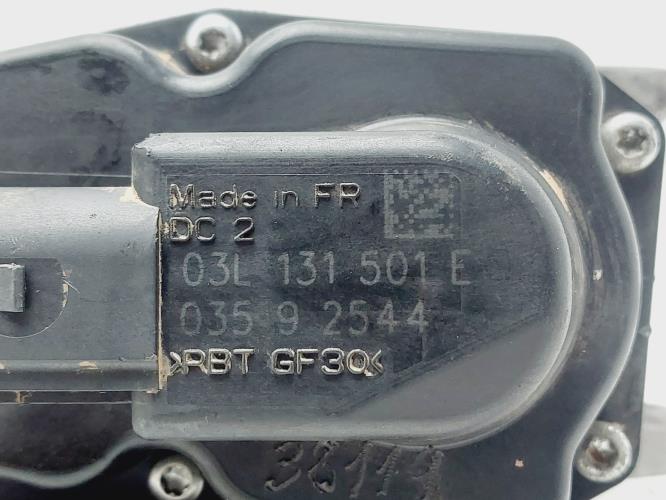 Made in FR
DC 2
03L 131 501 E
035 9 2544
>RBT GF30<